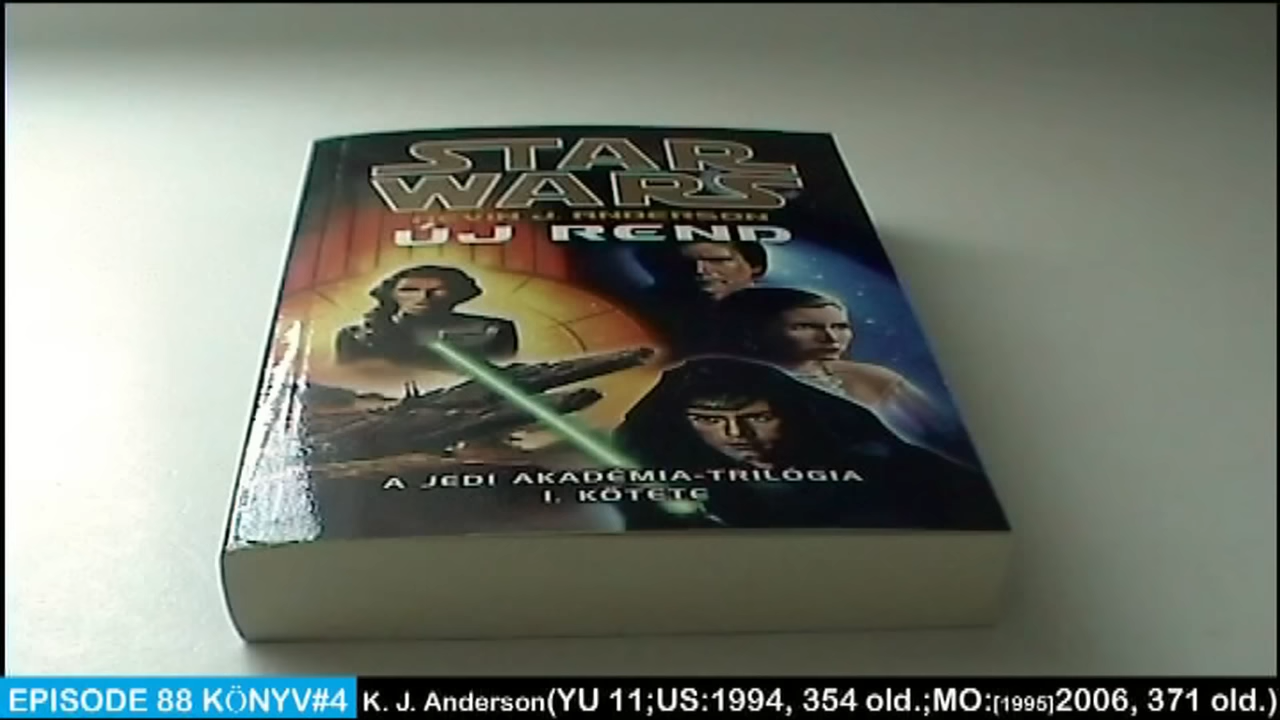 STAR
WARS
KEVIN J. ANDERSON
ÚJ REND
A JEDI AKADÉMIA-TRILÓGIA
I. KÖTETE
EPISODE 88 KÖNYV#4 K. J. Anderson(YU 11;US:1994, 354 old.;MO:[1995]2006, 371 old.)